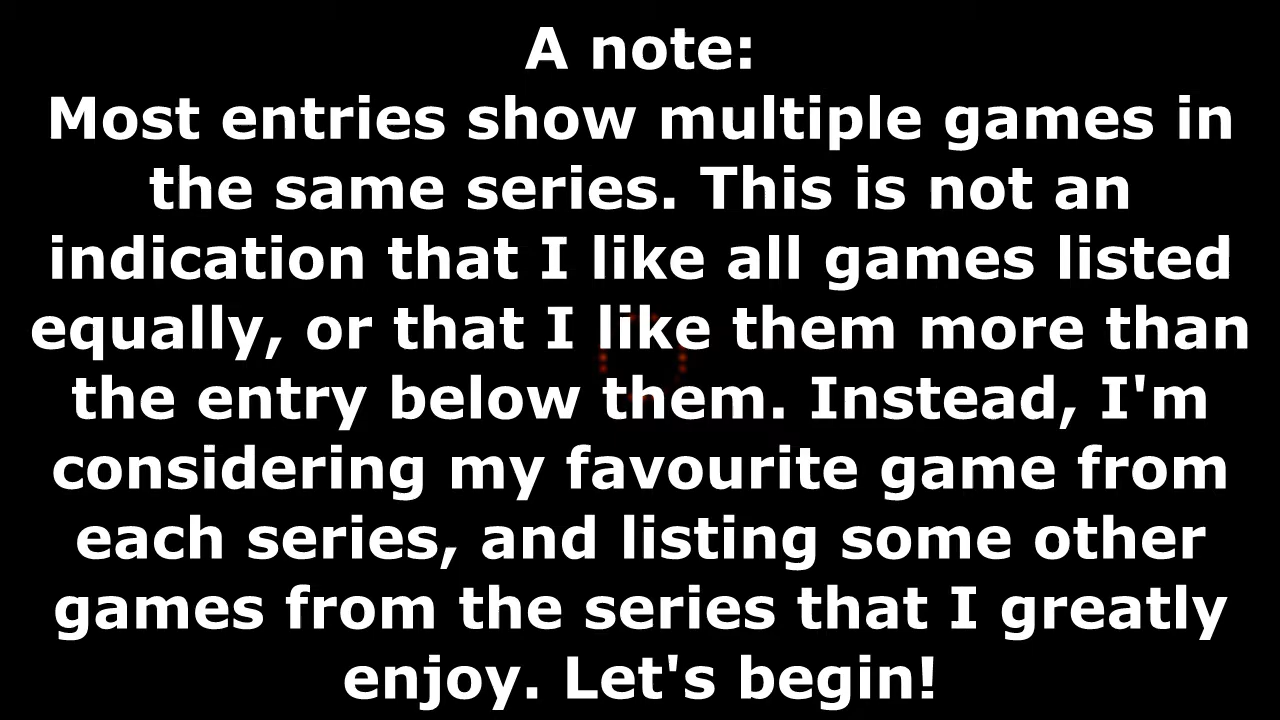 A note:
Most entries show multiple games in
the same series. This is not an
indication that I like all games listed
equally, or that I like them more than
the entry below them. Instead, I'm
considering my favourite game from
each series, and listing some other
games from the series that I greatly
enjoy. Let's begin!